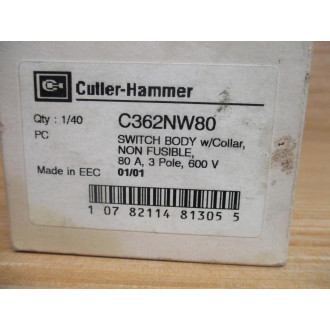 Cutler-Hammer
Qty : 1/40
C362NW80
PC
SWITCH BODY w/Collar,
NON FUSIBLE,
80 A, 3 Pole, 600 V
Made in EEC 01/01
1 07 82114 81305 5